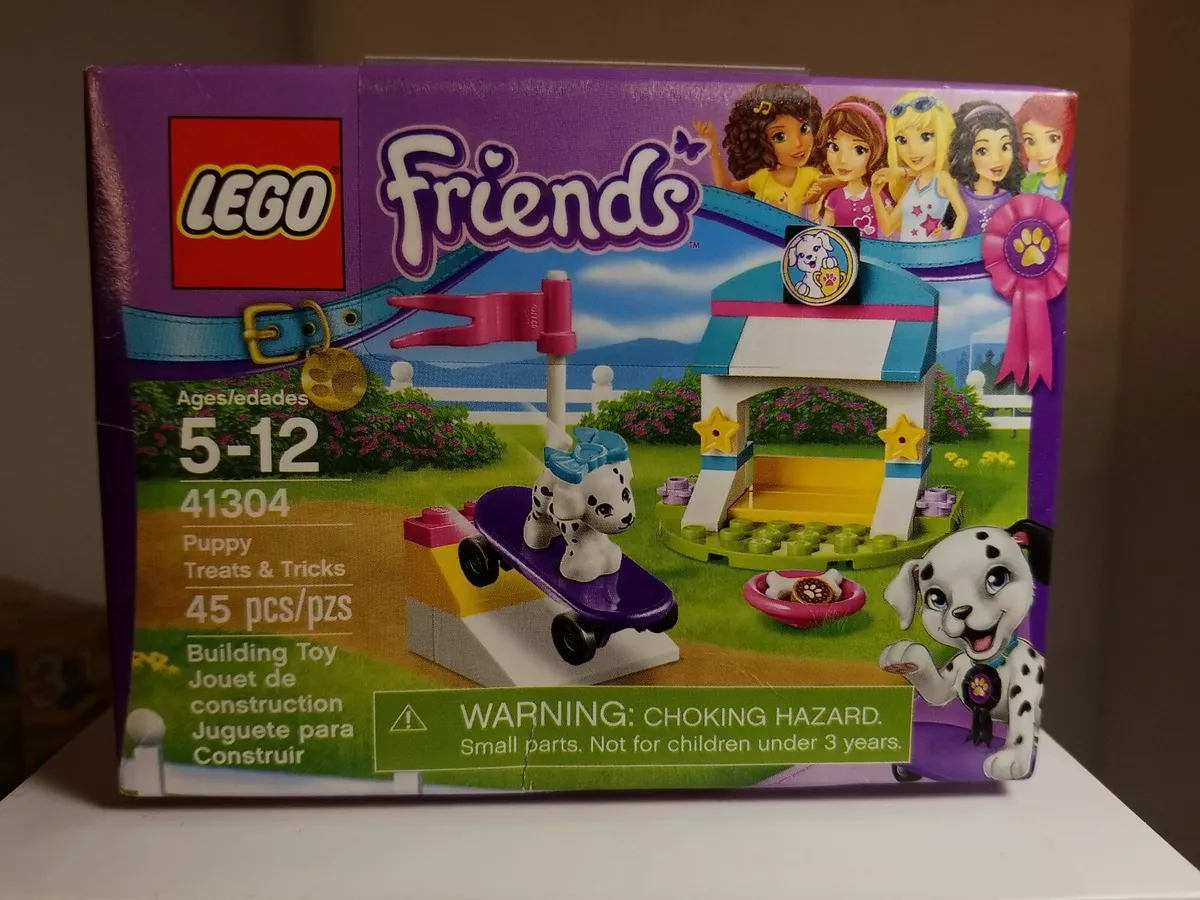 LEGO
Friends
TM
Ages/edades
5-12
41304
Puppy
Treats & Tricks
45 pcs/pzs
Building Toy
Jouet de
construction
Juguete para
Construir
WARNING: CHOKING HAZARD.
Small parts. Not for children under 3 years.